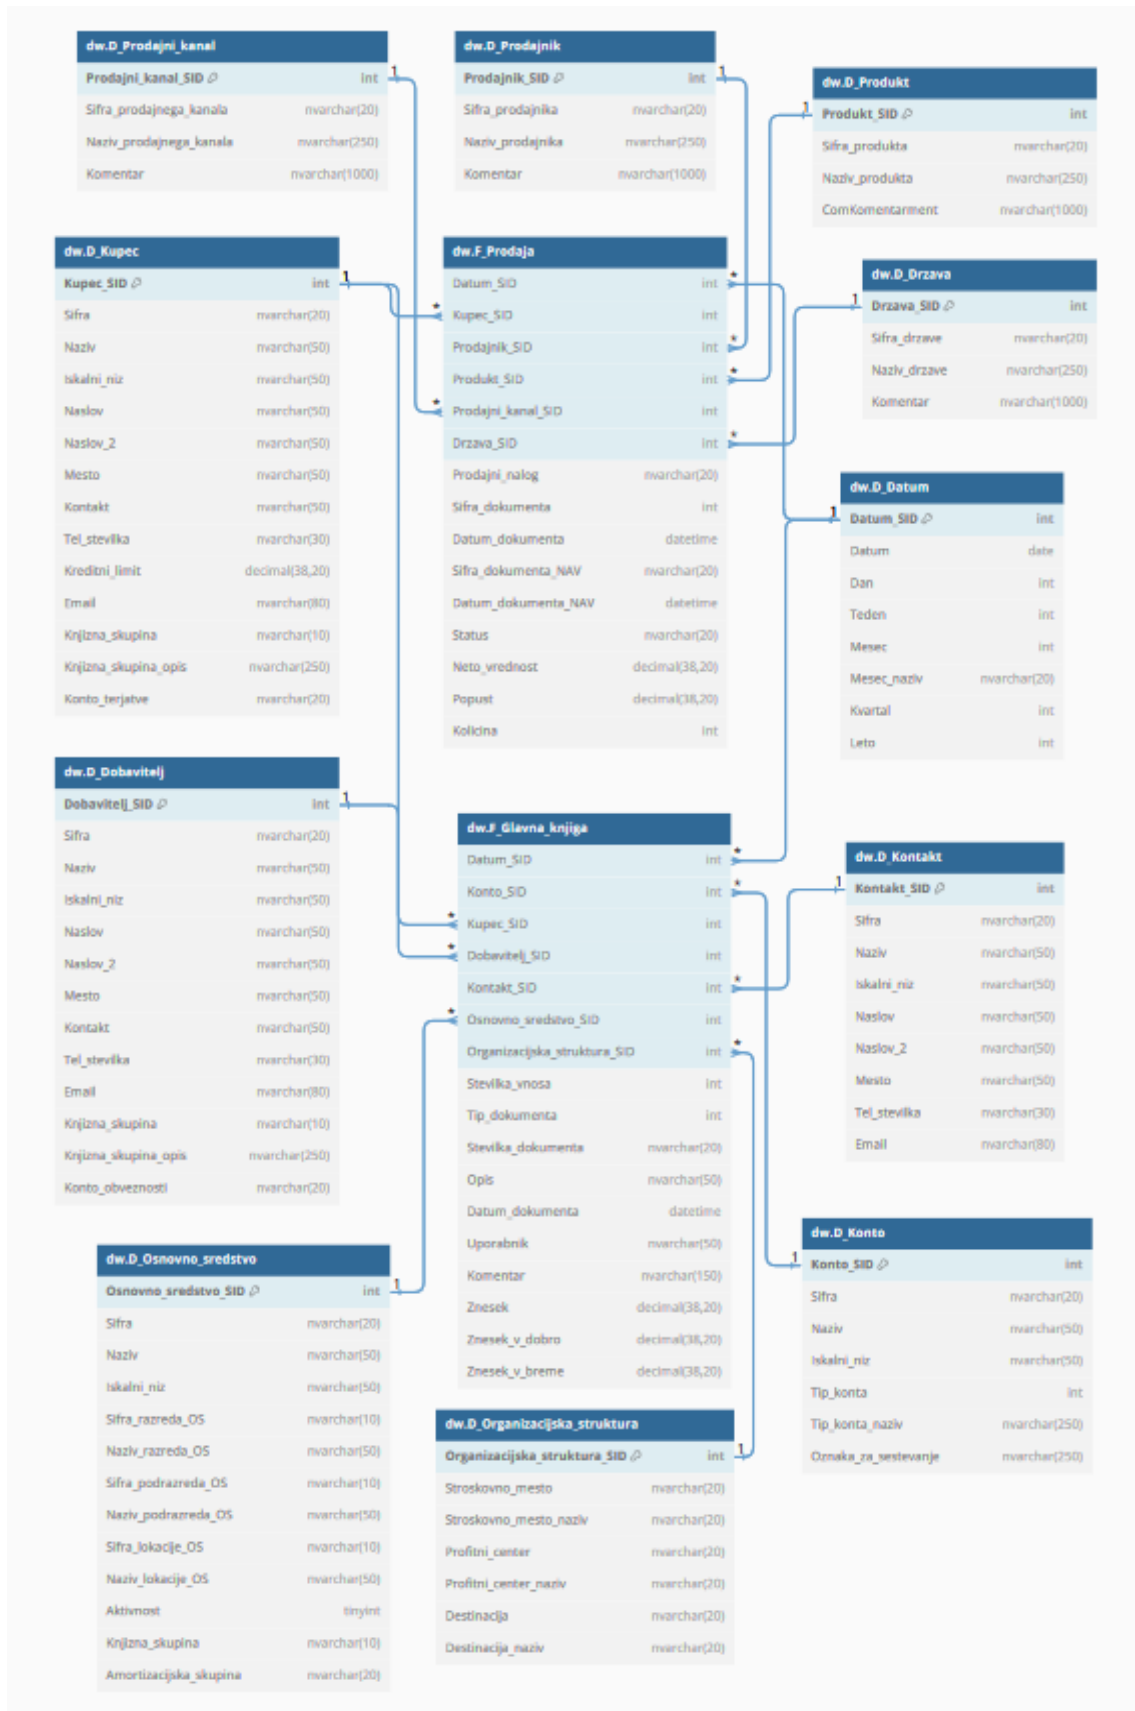 dw.D_Prodajni_kanal
Prodajni_kanal_SID int
Sifra_prodajnega_kanala nvarchar(20)
Naziv_prodajnega_kanala nvarchar(250)
Komentar nvarchar(1000)
dw.D_Prodajnik
Prodajnik_SID int
Sifra_prodajnika nvarchar(20)
Naziv_prodajnika nvarchar(250)
Komentar nvarchar(1000)
dw.D_Produkt
Produkt_SID int
Sifra_produkta nvarchar(20)
Naziv_produkta nvarchar(250)
ComKomentarment nvarchar(1000)
dw.D_Kupec
Kupec_SID int
Sifra nvarchar(20)
Naziv nvarchar(50)
Iskalni_niz nvarchar(50)
Naslov nvarchar(50)
Naslov_2 nvarchar(50)
Mesto nvarchar(50)
Kontakt nvarchar(50)
Tel_stevilka nvarchar(30)
Kreditni_limit decimal(38,20)
Email nvarchar(80)
Knjizna_skupina nvarchar(10)
Knjizna_skupina_opis nvarchar(250)
Konto_terjatve nvarchar(20)
dw.F_Prodaja
Datum_SID int
Kupec_SID int
Prodajnik_SID int
Produkt_SID int
Prodajni_kanal_SID int
Drzava_SID int
Prodajni_nalog nvarchar(20)
Sifra_dokumenta int
Datum_dokumenta datetime
Sifra_dokumenta_NAV nvarchar(20)
Datum_dokumenta_NAV datetime
Status nvarchar(20)
Neto_vrednost decimal(38,20)
Popust decimal(38,20)
Kolicina int
dw.D_Drzava
Drzava_SID int
Sifra_drzave nvarchar(20)
Naziv_drzave nvarchar(250)
Komentar nvarchar(1000)
dw.D_Datum
Datum_SID int
Datum date
Dan int
Teden int
Mesec int
Mesec_naziv nvarchar(20)
Kvartal int
Leto int
dw.D_Dobavitelj
Dobavitelj_SID int
Sifra nvarchar(20)
Naziv nvarchar(50)
Iskalni_niz nvarchar(50)
Naslov nvarchar(50)
Naslov_2 nvarchar(50)
Mesto nvarchar(50)
Kontakt nvarchar(50)
Tel_stevilka nvarchar(30)
Email nvarchar(80)
Knjizna_skupina nvarchar(10)
Knjizna_skupina_opis nvarchar(250)
Konto_obveznosti nvarchar(20)
dw.F_Glavna_knjiga
Datum_SID int
Konto_SID int
Kupec_SID int
Dobavitelj_SID int
Kontakt_SID int
Osnovno_sredstvo_SID int
Organizacijska_struktura_SID int
Stevilka_vnosa int
Tip_dokumenta int
Stevilka_dokumenta nvarchar(20)
Opis nvarchar(50)
Datum_dokumenta datetime
Uporabnik nvarchar(50)
Komentar nvarchar(150)
Znesek decimal(38,20)
Znesek_v_dobro decimal(38,20)
Znesek_v_breme decimal(38,20)
dw.D_Kontakt
Kontakt_SID int
Sifra nvarchar(20)
Naziv nvarchar(50)
Iskalni_niz nvarchar(50)
Naslov nvarchar(50)
Naslov_2 nvarchar(50)
Mesto nvarchar(50)
Tel_stevilka nvarchar(30)
Email nvarchar(80)
dw.D_Osnovno_sredstvo
Osnovno_sredstvo_SID int
Sifra nvarchar(20)
Naziv nvarchar(50)
Iskalni_niz nvarchar(50)
Sifra_razreda_OS nvarchar(10)
Naziv_razreda_OS nvarchar(50)
Sifra_podrazreda_OS nvarchar(10)
Naziv_podrazreda_OS nvarchar(50)
Sifra_lokacije_OS nvarchar(10)
Naziv_lokacije_OS nvarchar(50)
Aktivnost tinyint
Knjizna_skupina nvarchar(10)
Amortizacijska_skupina nvarchar(20)
dw.D_Organizacijska_struktura
Organizacijska_struktura_SID int
Stroskovno_mesto nvarchar(20)
Stroskovno_mesto_naziv nvarchar(20)
Profitni_center nvarchar(20)
Profitni_center_naziv nvarchar(20)
Destinacija nvarchar(20)
Destinacija_naziv nvarchar(20)
dw.D_Konto
Konto_SID int
Sifra nvarchar(20)
Naziv nvarchar(50)
Iskalni_niz nvarchar(50)
Tip_konta int
Tip_konta_naziv nvarchar(250)
Oznaka_za_sestevanje nvarchar(250)